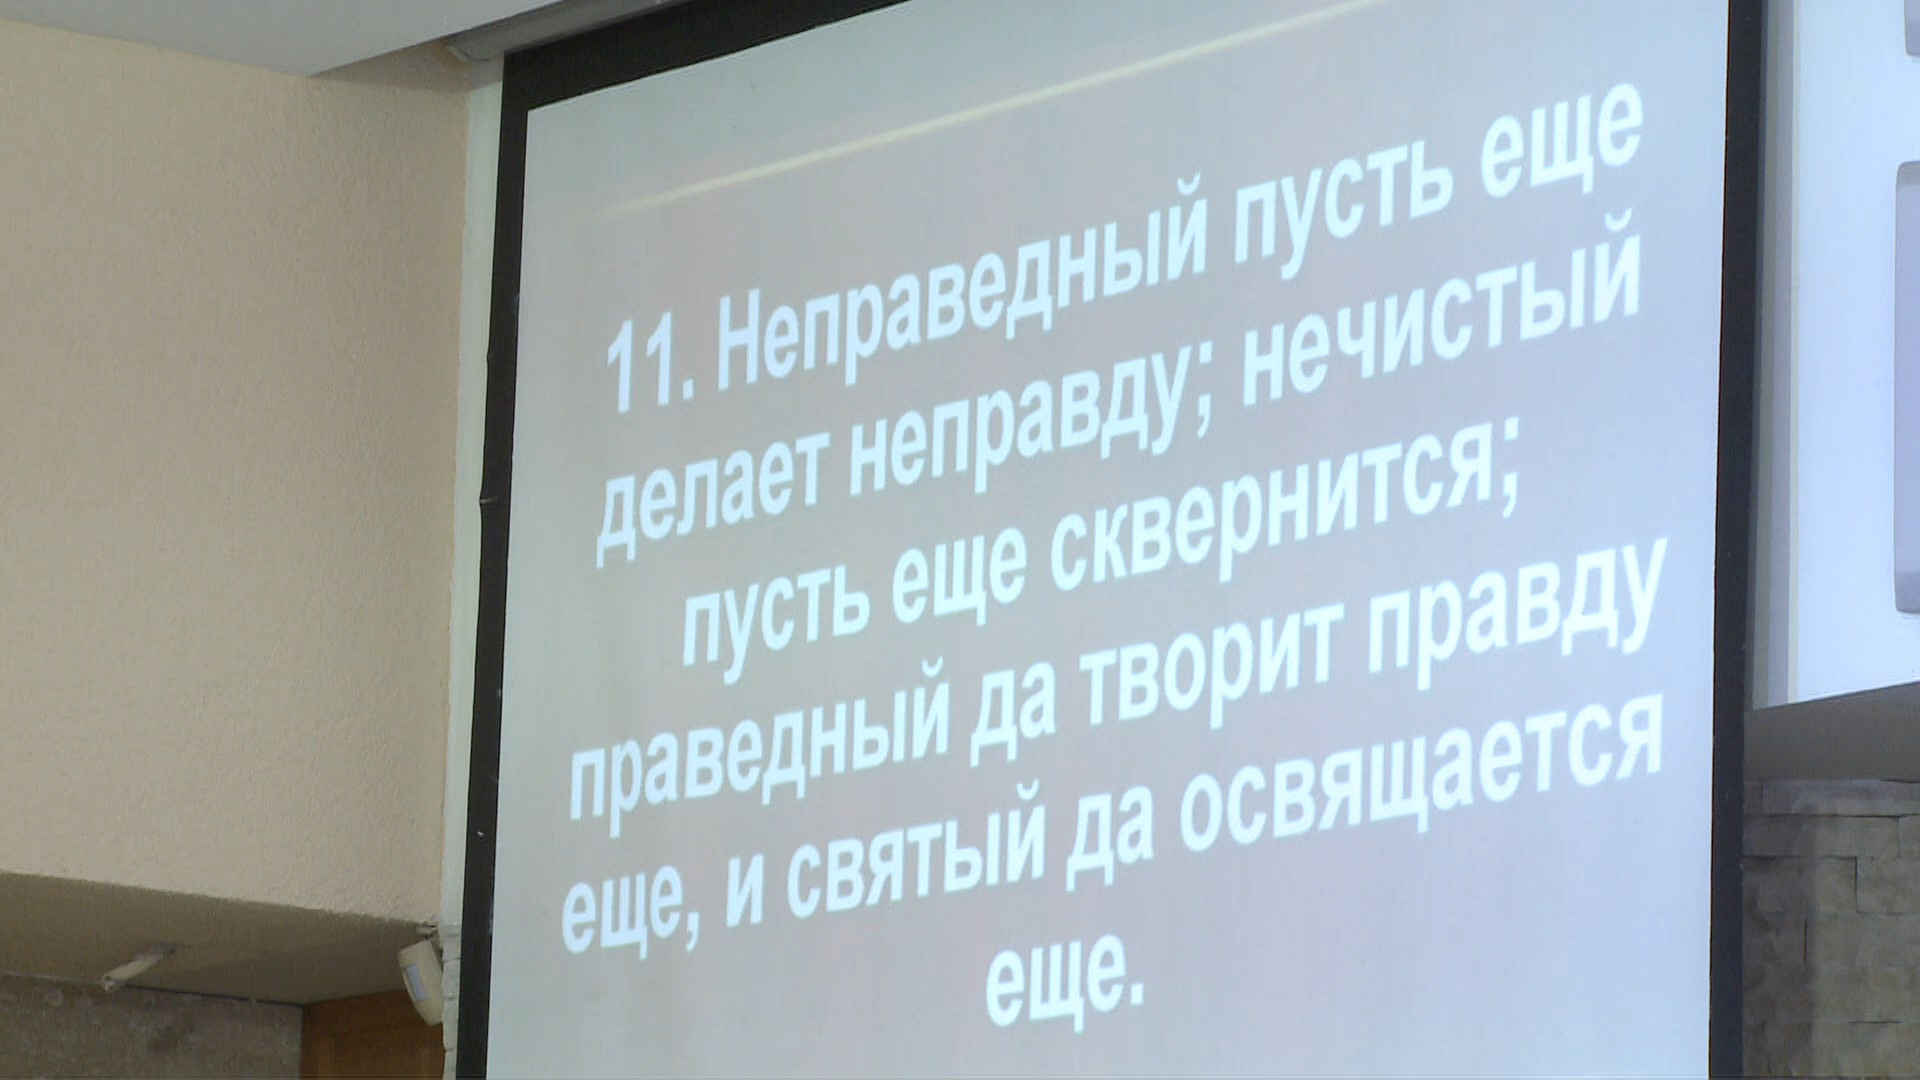 11. Неправедный пусть еще
делает неправду; нечистый
пусть еще сквернится;
праведный да творит правду
еще, и святый да освящается
еще.